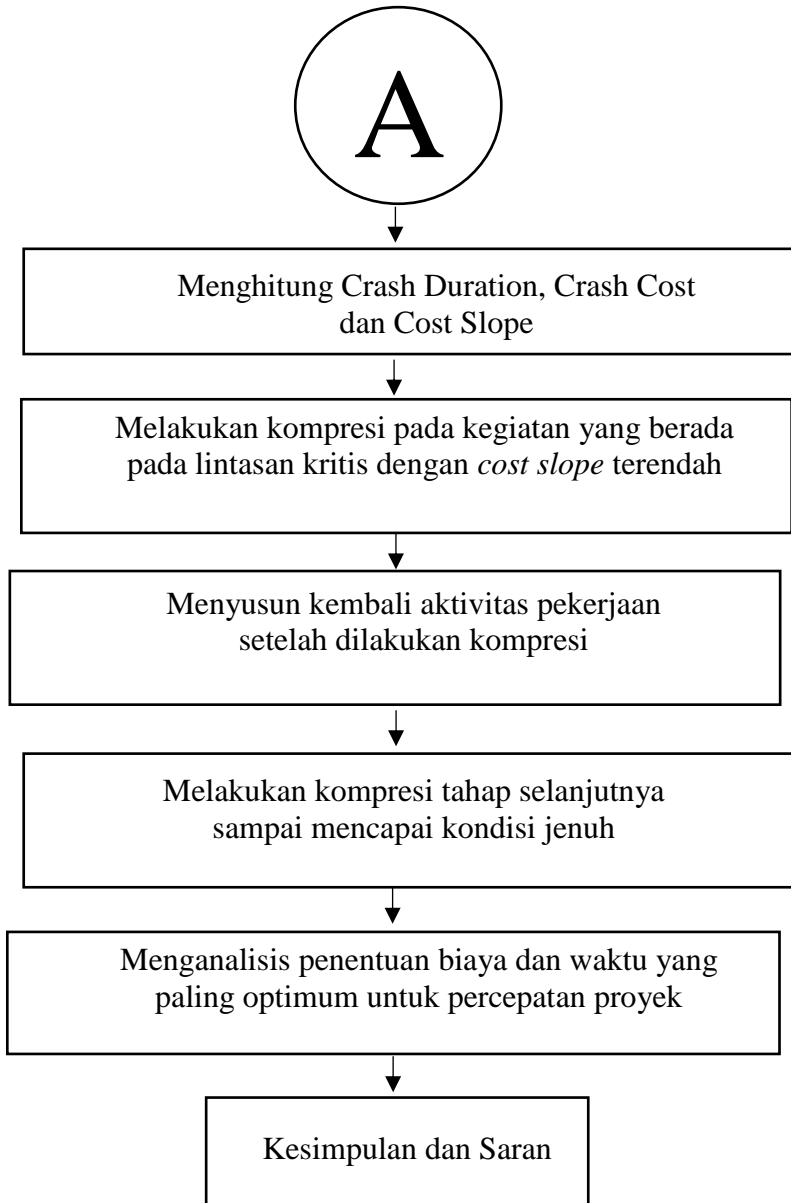 A
Menghitung Crash Duration, Crash Cost
dan Cost Slope
Melakukan kompresi pada kegiatan yang berada
pada lintasan kritis dengan cost slope terendah
Menyusun kembali aktivitas pekerjaan
setelah dilakukan kompresi
Melakukan kompresi tahap selanjutnya
sampai mencapai kondisi jenuh
Menganalisis penentuan biaya dan waktu yang
paling optimum untuk percepatan proyek
Kesimpulan dan Saran